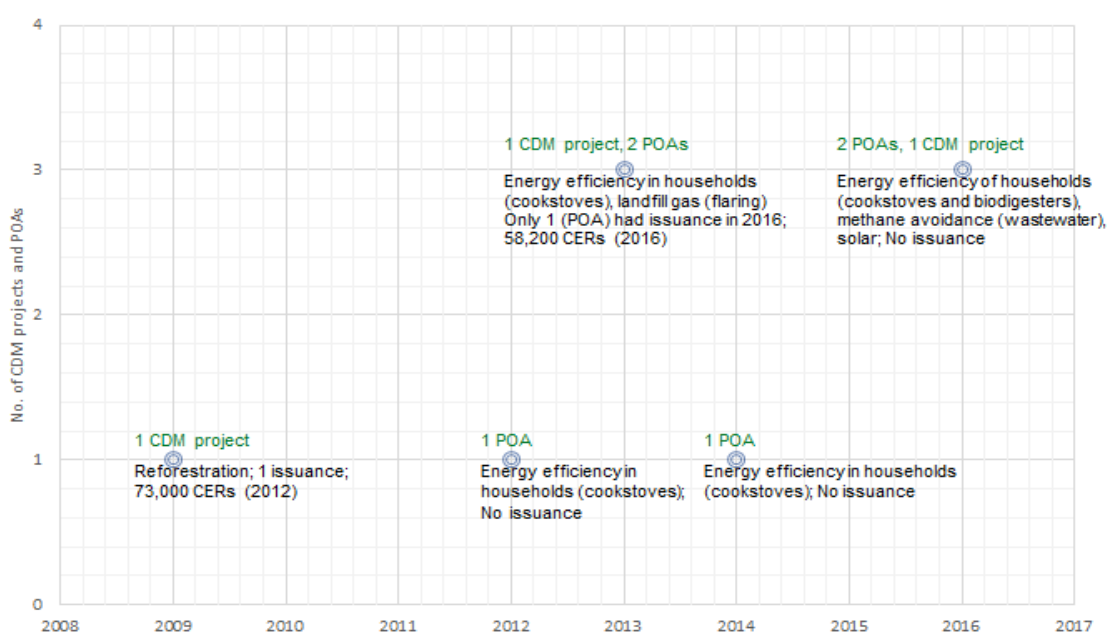 4
1 CDM project, 2 POAs
2 POAs, 1 CDM project
3
Energy efficiency in households
(cookstoves), landfill gas (flaring)
Only 1 (POA) had issuance in 2016;
58,200 CERs (2016)
Energy efficiency of households
(cookstoves and biodigesters),
methane avoidance (wastewater),
solar; No issuance
No. of CDM projects and POAs
2
1 CDM project
1 POA
1 POA
1
Reforestration; 1 issuance;
73,000 CERs (2012)
Energy efficiency in
households (cookstoves);
No issuance
Energy efficiency in households
(cookstoves); No issuance
0
2008 2009 2010 2011 2012 2013 2014 2015 2016 2017